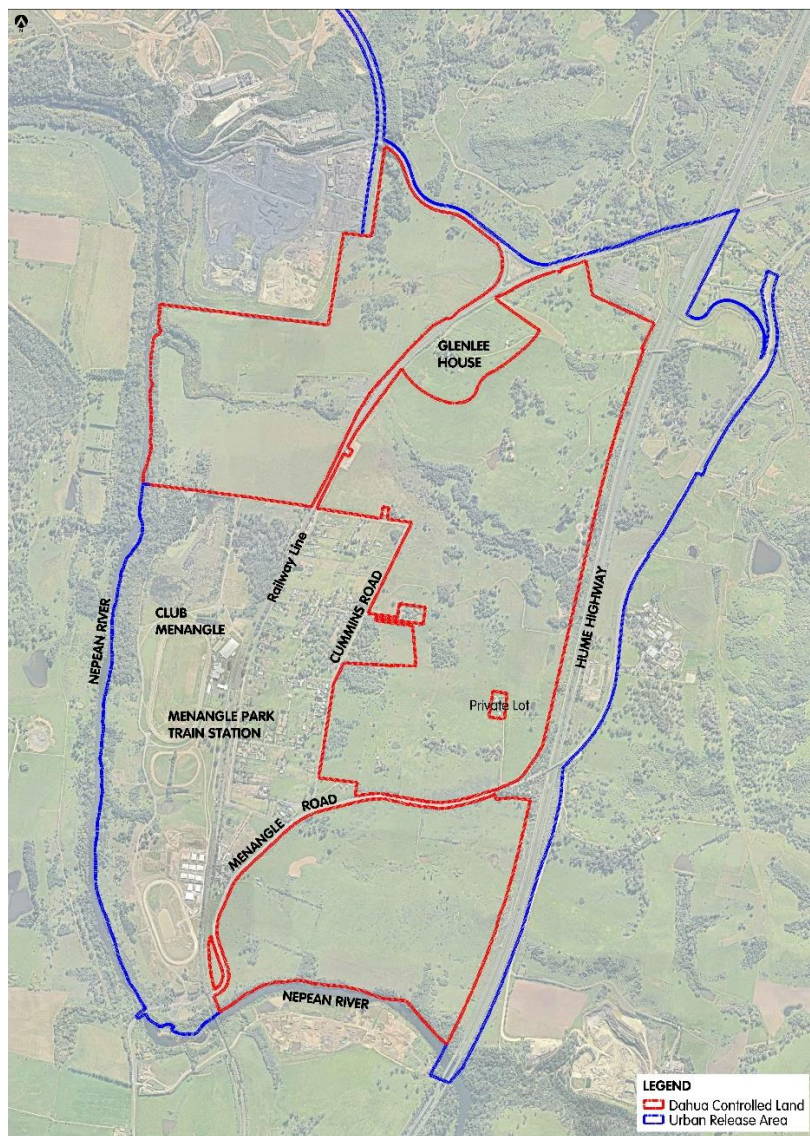 N
GLENLEE
HOUSE
Railway Line
CUMMINS ROAD
HUME HIGHWAY
NEPEAN RIVER
CLUB
MENANGLE
MENANGLE PARK
TRAIN STATION
Private Lot
MENANGLE ROAD
NEPEAN RIVER
LEGEND
Dahua Controlled Land
Urban Release Area